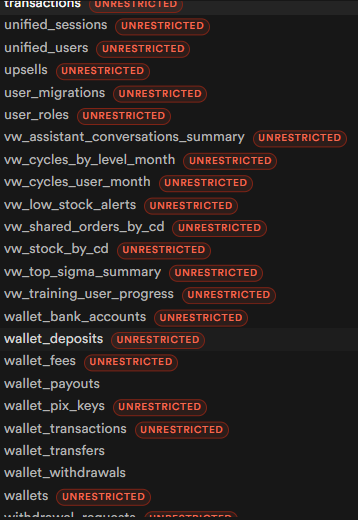 transactions UNRESTRICTED
unified_sessions UNRESTRICTED
unified_users UNRESTRICTED
upsells UNRESTRICTED
user_migrations UNRESTRICTED
user_roles UNRESTRICTED
vw_assistant_conversations_summary UNRESTRICTED
vw_cycles_by_level_month UNRESTRICTED
vw_cycles_user_month UNRESTRICTED
vw_low_stock_alerts UNRESTRICTED
vw_shared_orders_by_cd UNRESTRICTED
vw_stock_by_cd UNRESTRICTED
vw_top_sigma_summary UNRESTRICTED
vw_training_user_progress UNRESTRICTED
wallet_bank_accounts UNRESTRICTED
wallet_deposits UNRESTRICTED
wallet_fees UNRESTRICTED
wallet_payouts
wallet_pix_keys UNRESTRICTED
wallet_transactions UNRESTRICTED
wallet_transfers
wallet_withdrawals
wallets UNRESTRICTED
withdrawal_requests UNRESTRICTED